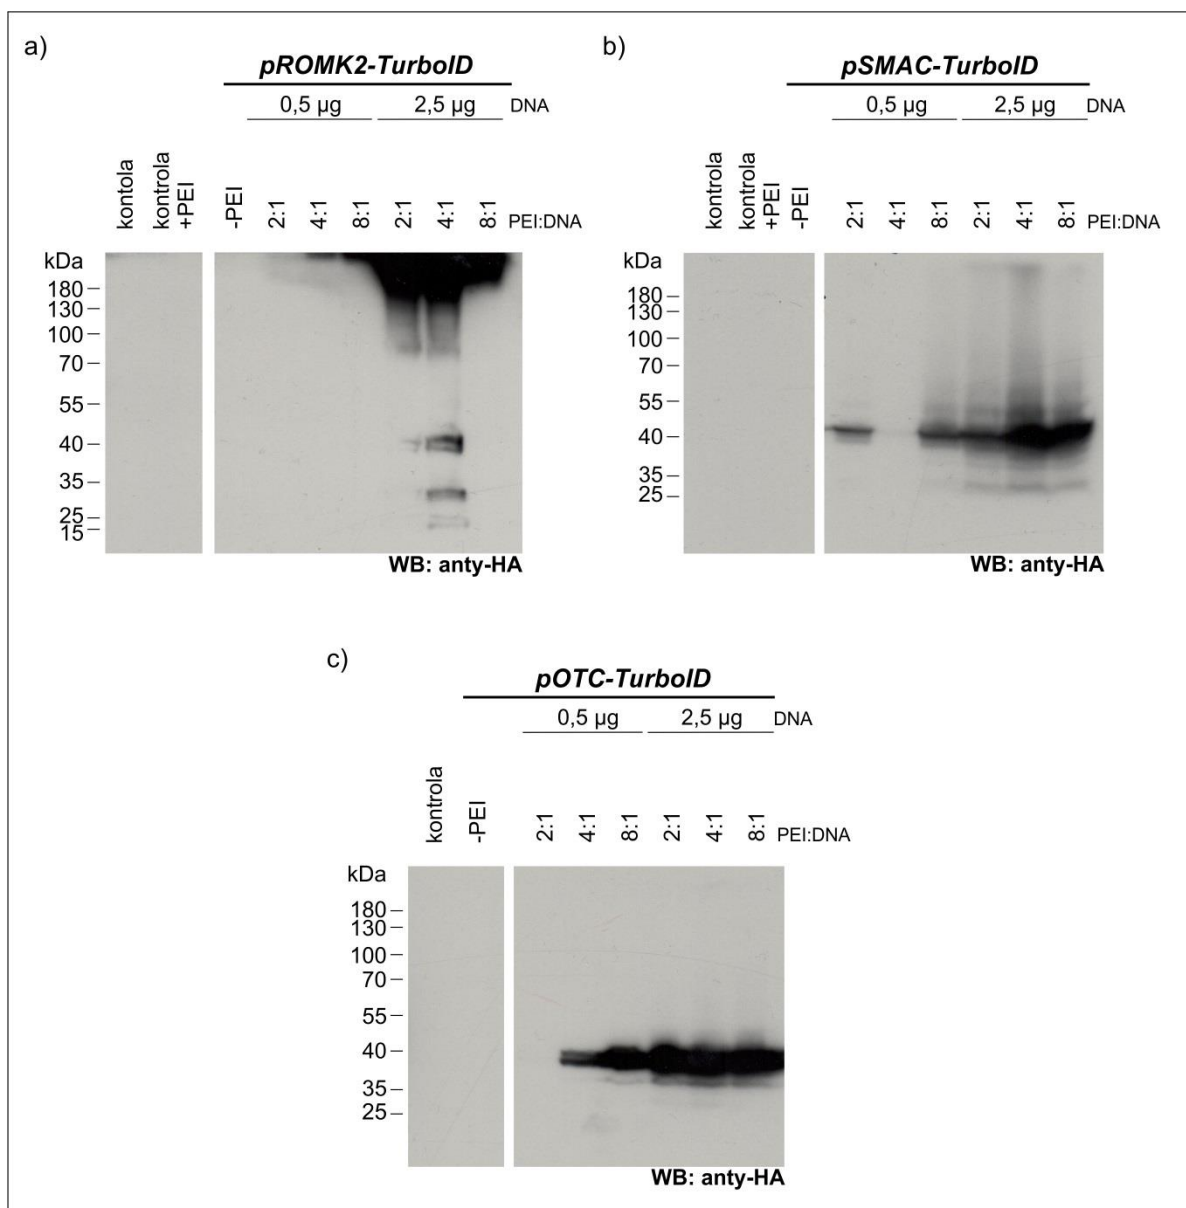 a)
pROMK2-TurboID
0,5 µg 2,5 µg DNA
kontola kontrola +PEI -PEI 2:1 4:1 8:1 2:1 4:1 8:1 PEI:DNA
kDa
180
130
100
70
55
40
35
25
15
WB: anty-HA
b)
pSMAC-TurboID
0,5 µg 2,5 µg DNA
kontrola kontrola +PEI -PEI 2:1 4:1 8:1 2:1 4:1 8:1 PEI:DNA
kDa
180
130
100
70
55
40
35
25
WB: anty-HA
c)
pOTC-TurboID
0,5 µg 2,5 µg DNA
kontrola -PEI 2:1 4:1 8:1 2:1 4:1 8:1 PEI:DNA
kDa
180
130
100
70
55
40
35
25
WB: anty-HA